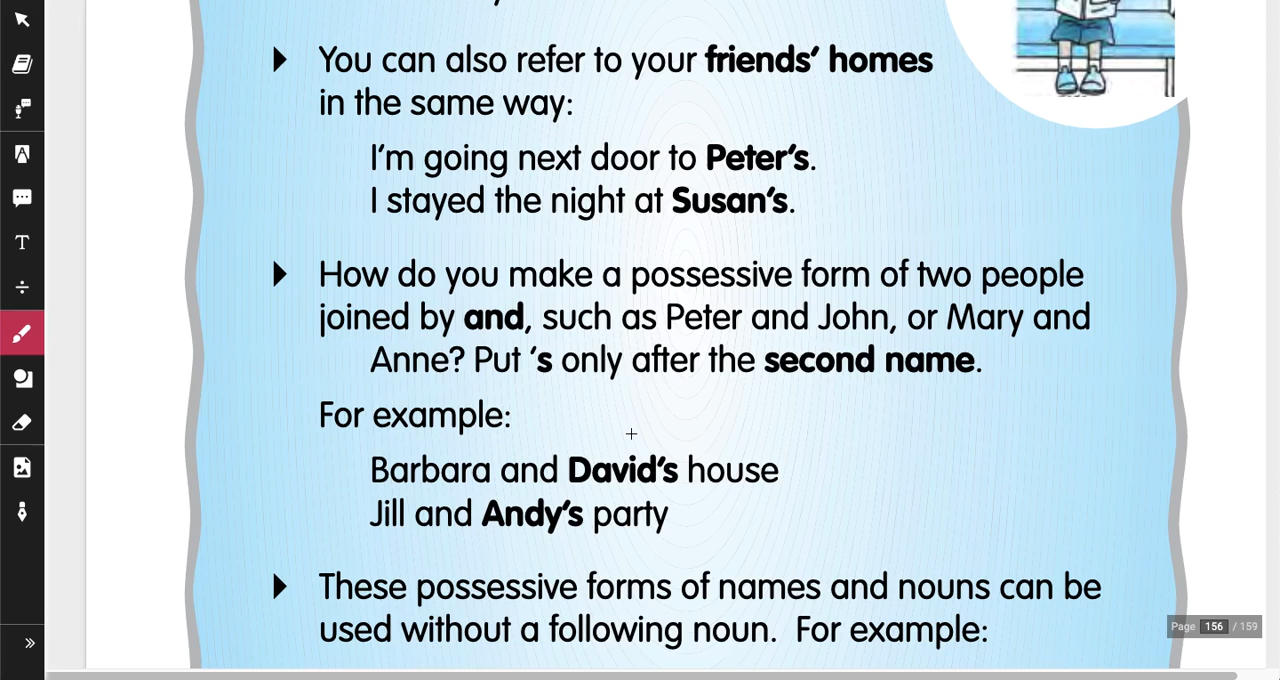 You can also refer to your friends’ homes
in the same way:
I’m going next door to Peter’s.
I stayed the night at Susan’s.
How do you make a possessive form of two people
joined by and, such as Peter and John, or Mary and
Anne? Put ’s only after the second name.
For example:
Barbara and David’s house
Jill and Andy’s party
These possessive forms of names and nouns can be
used without a following noun. For example:
Page 156 / 159